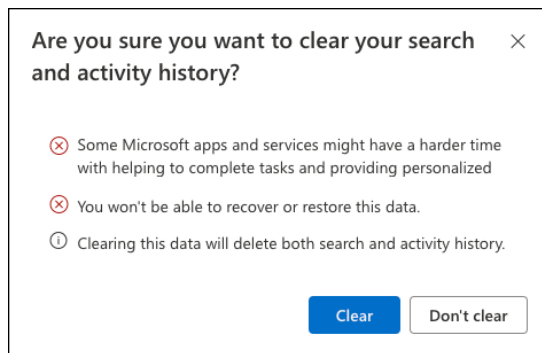 Are you sure you want to clear your search
and activity history?
Some Microsoft apps and services might have a harder time
with helping to complete tasks and providing personalized
You won't be able to recover or restore this data.
Clearing this data will delete both search and activity history.
Clear
Don't clear